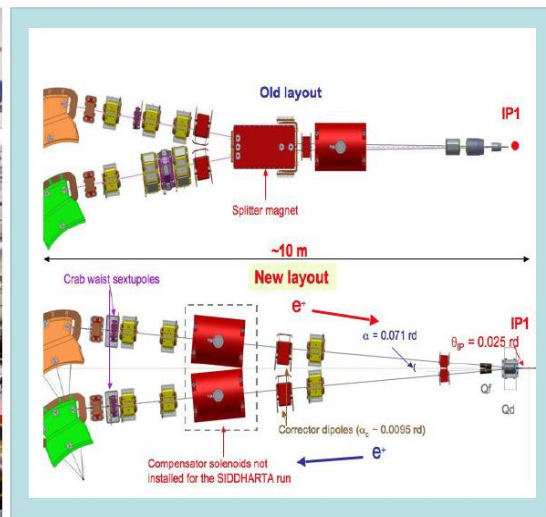 Old layout
IP1
Splitter magnet
~10 m
Crab waist sextupoles
New layout
e⁺
IP1
α = 0.071 rd
θIP = 0.025 rd
Qf
Qd
Corrector dipoles (αc ~ 0.0095 rd)
Compensator solenoids not
installed for the SIDDHARTA run
e⁺